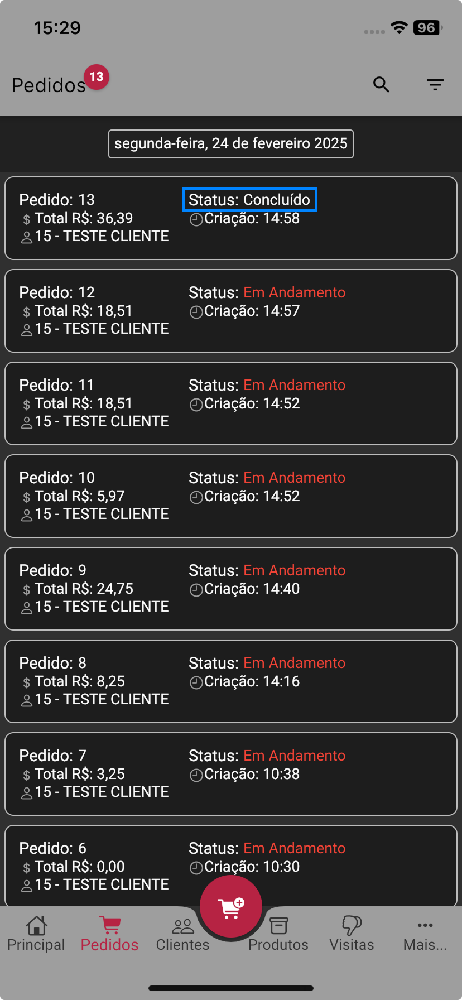 15:29
96
Pedidos
13
segunda-feira, 24 de fevereiro 2025
Pedido: 13 Status: Concluído
$ Total R$: 36,39 Criação: 14:58
15 - TESTE CLIENTE
Pedido: 12 Status: Em Andamento
$ Total R$: 18,51 Criação: 14:57
15 - TESTE CLIENTE
Pedido: 11 Status: Em Andamento
$ Total R$: 18,51 Criação: 14:52
15 - TESTE CLIENTE
Pedido: 10 Status: Em Andamento
$ Total R$: 5,97 Criação: 14:52
15 - TESTE CLIENTE
Pedido: 9 Status: Em Andamento
$ Total R$: 24,75 Criação: 14:40
15 - TESTE CLIENTE
Pedido: 8 Status: Em Andamento
$ Total R$: 8,25 Criação: 14:16
15 - TESTE CLIENTE
Pedido: 7 Status: Em Andamento
$ Total R$: 3,25 Criação: 10:38
15 - TESTE CLIENTE
Pedido: 6 Status: Em Andamento
$ Total R$: 0,00 Criação: 10:30
15 - TESTE CLIENTE
Principal Pedidos Clientes Produtos Visitas Mais...